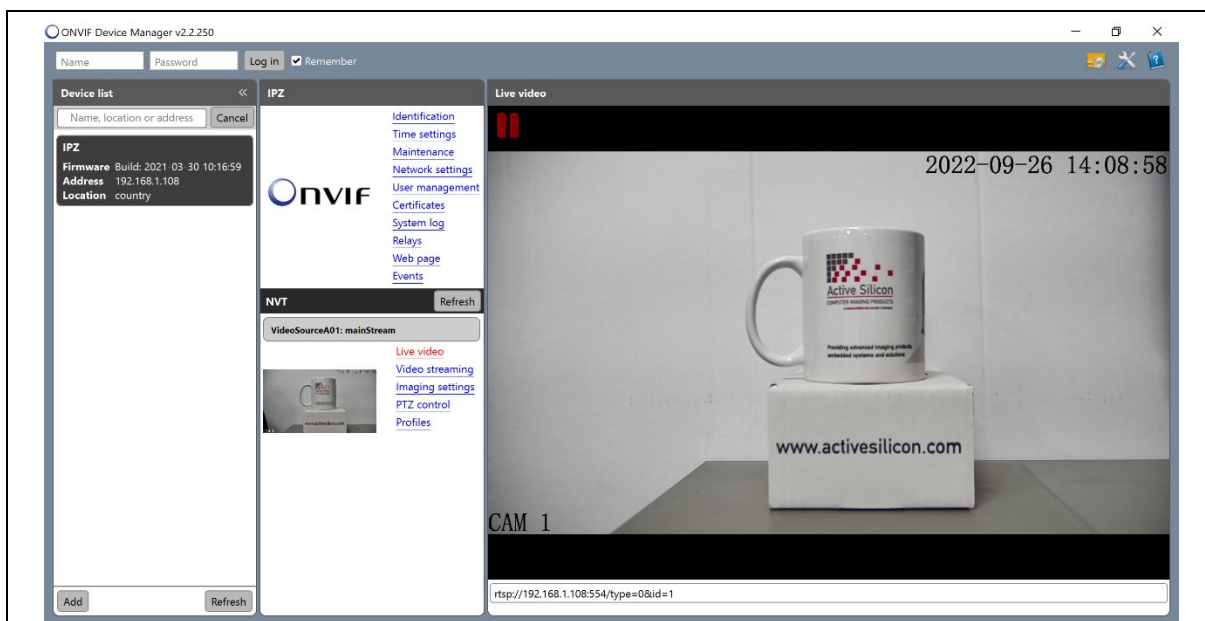 ONVIF Device Manager v2.2.250
Name
Password
Log in
Remember
Device list
«
Name, location or address
Cancel
IPZ
Firmware Build: 2021-03-30 10:16:59
Address 192.168.1.108
Location country
Add
Refresh
IPZ
ONVIF
Identification
Time settings
Maintenance
Network settings
User management
Certificates
System log
Relays
Web page
Events
NVT
Refresh
VideoSourceA01: mainStream
Live video
Video streaming
Imaging settings
PTZ control
Profiles
Live video
2022-09-26 14:08:58
Active Silicon
COMPUTER IMAGING PRODUCTS
Providing advanced imaging products,
embedded systems and solutions
www.activesilicon.com
CAM 1
rtsp://192.168.1.108:554/type=0&id=1